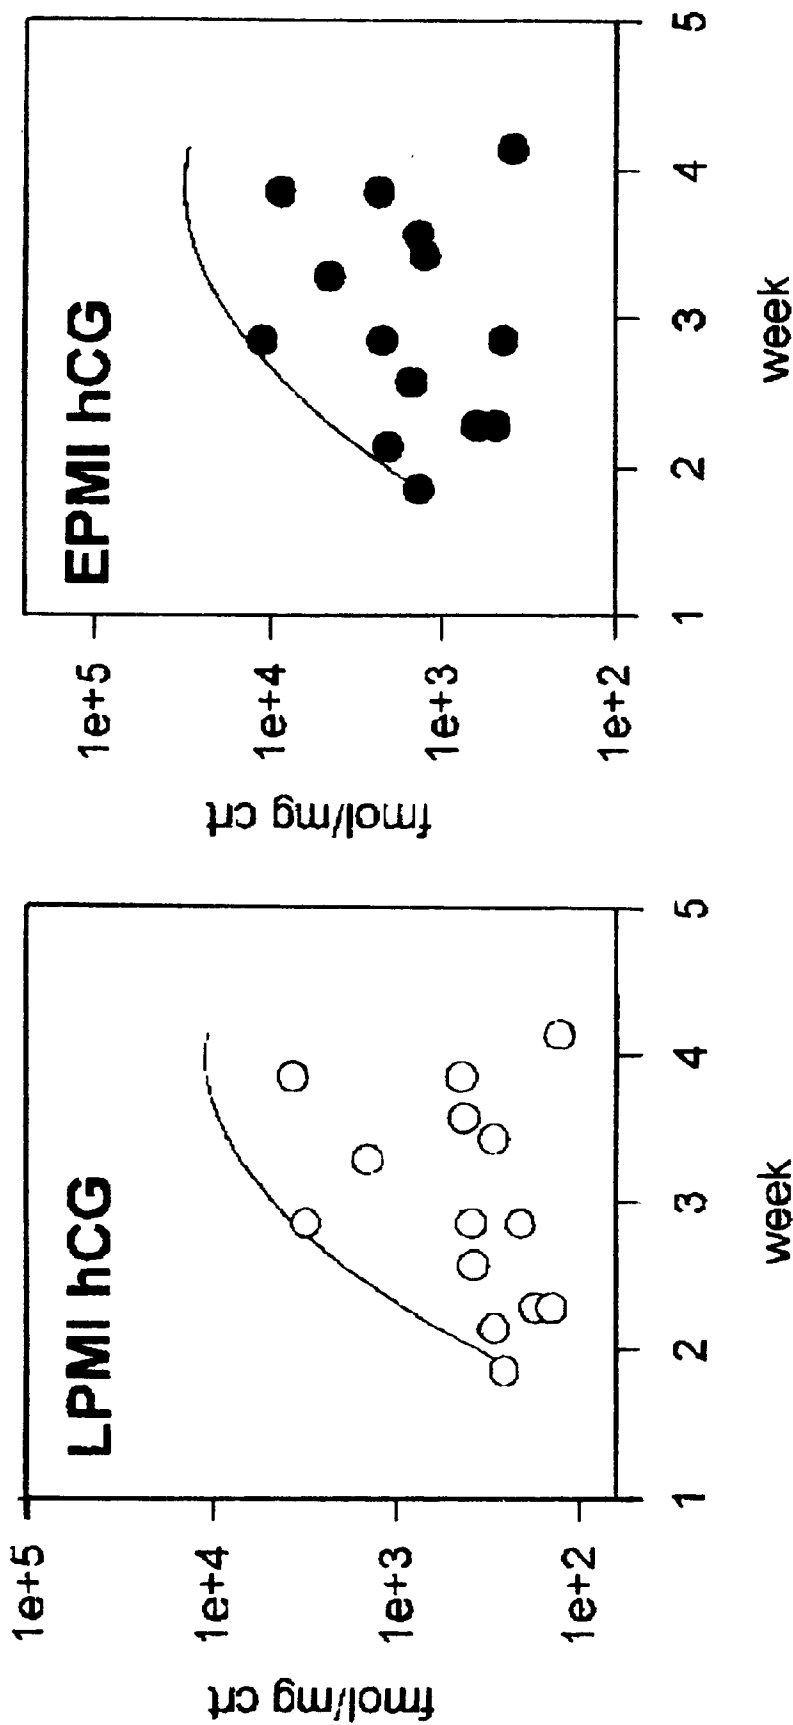 LPMI hCG
1e+5
1e+4
1e+3
1e+2
fmol/mg crt
1
2
3
4
5
week
EPMI hCG
1e+5
1e+4
1e+3
1e+2
fmol/mg crt
1
2
3
4
5
week